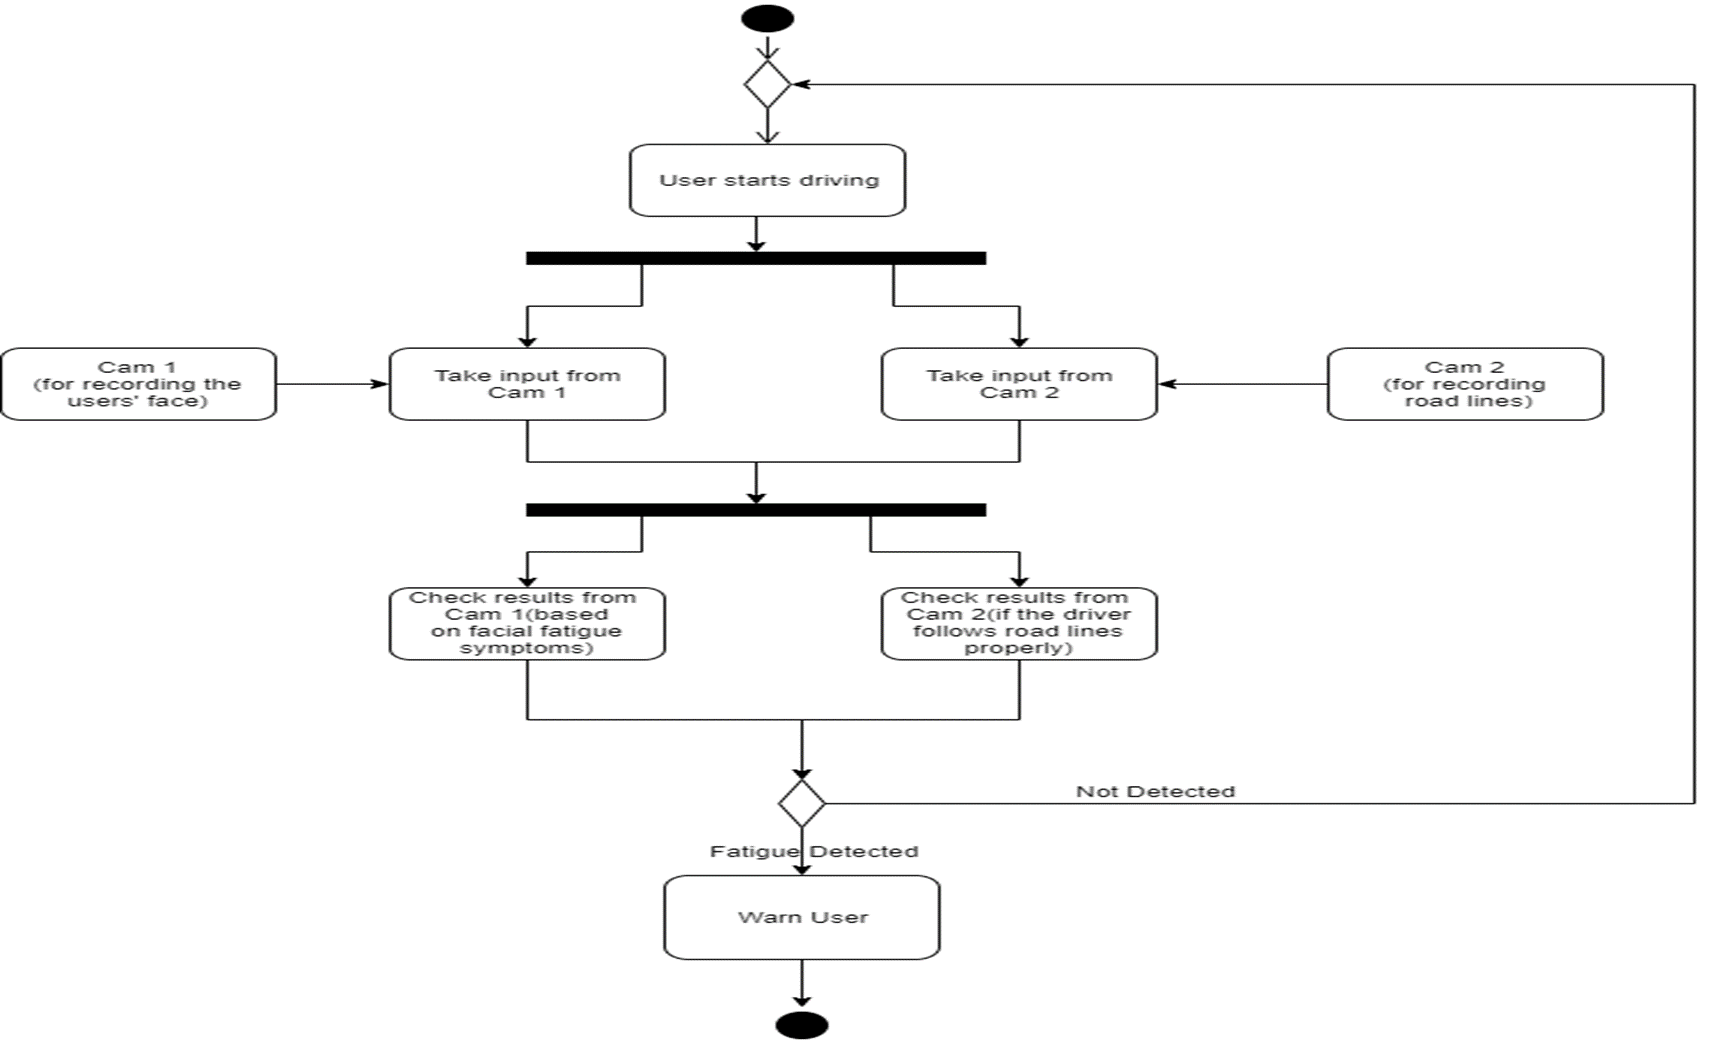 User starts driving
Cam 1
(for recording the
users' face)
Take input from
Cam 1
Take input from
Cam 2
Cam 2
(for recording
road lines)
Check results from
Cam 1(based
on facial fatigue
symptoms)
Check results from
Cam 2(if the driver
follows road lines
properly)
Not Detected
Fatigue Detected
Warn User